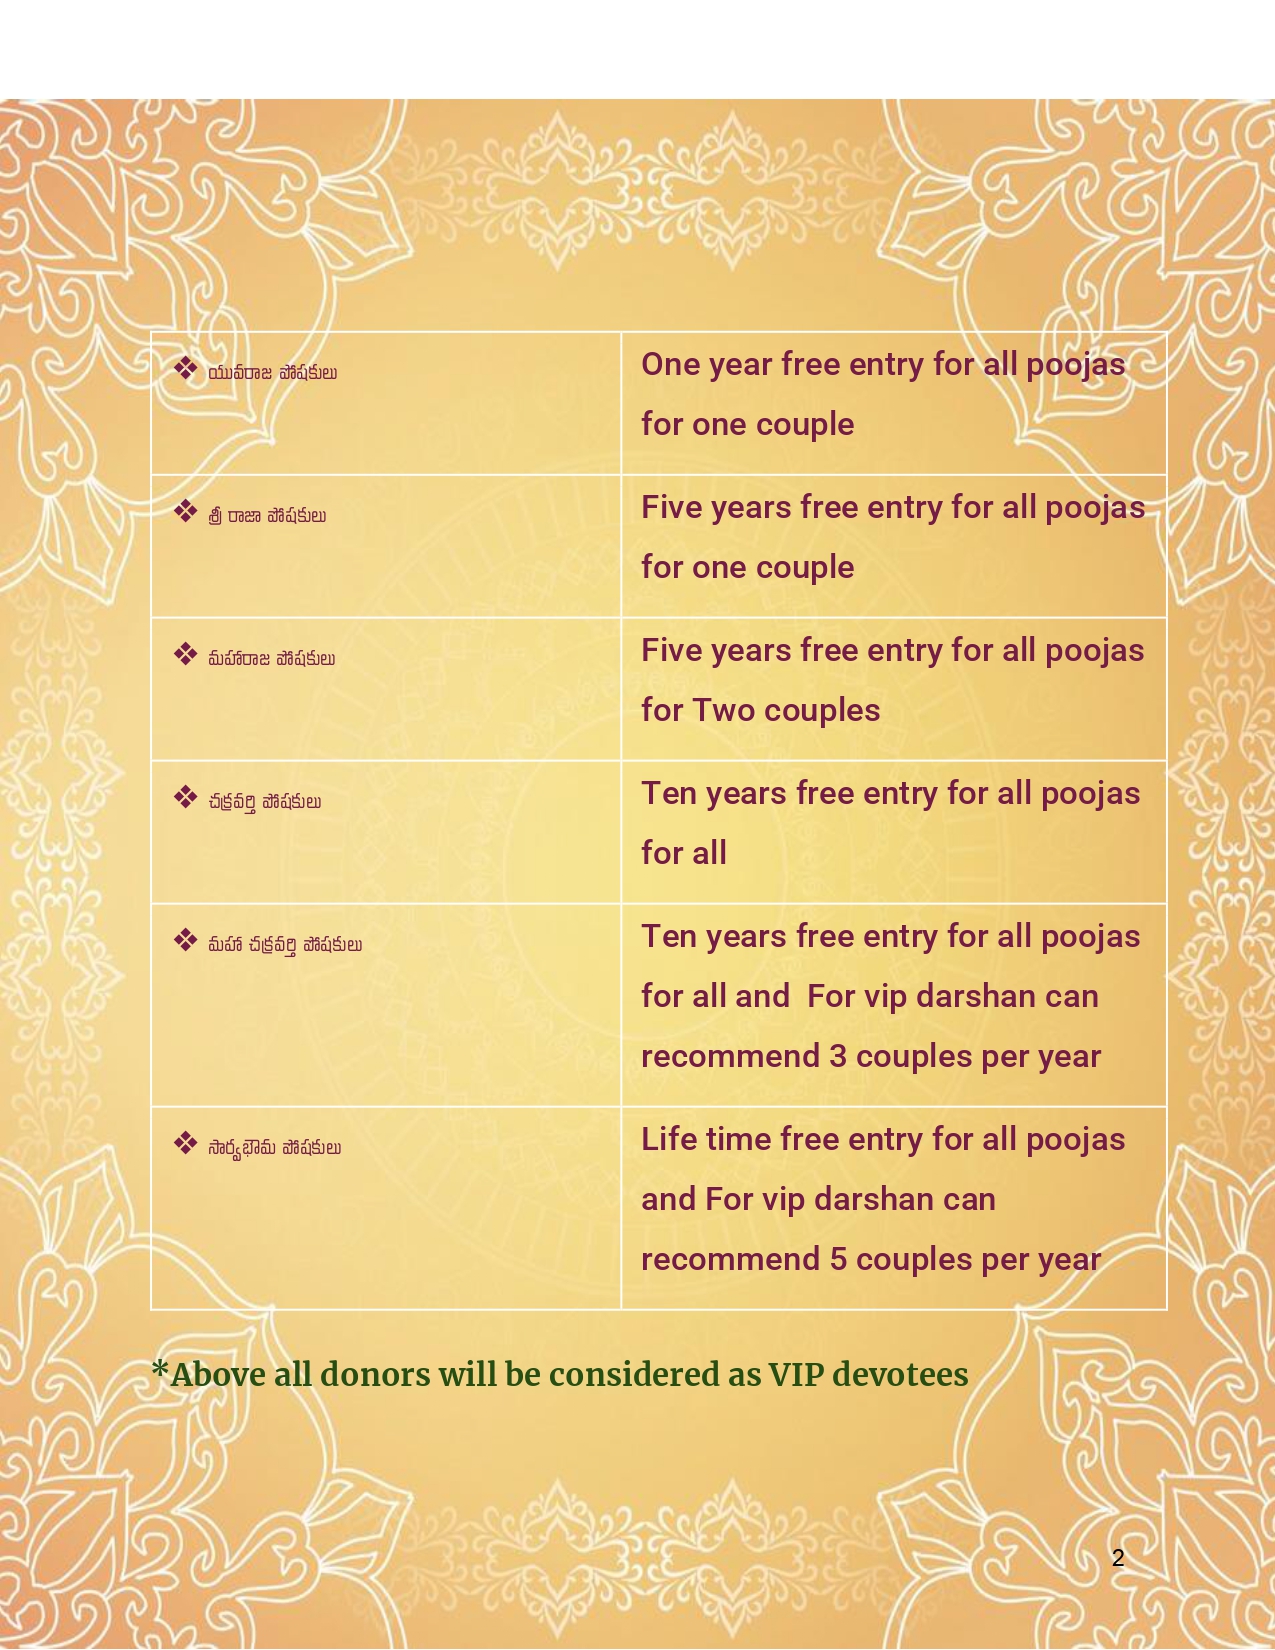 ❖ యువరాజ పోషకులు
One year free entry for all poojas
for one couple
❖ శ్రీ రాజా పోషకులు
Five years free entry for all poojas
for one couple
❖ మహారాజ పోషకులు
Five years free entry for all poojas
for Two couples
❖ చక్రవర్తి పోషకులు
Ten years free entry for all poojas
for all
❖ మహా చక్రవర్తి పోషకులు
Ten years free entry for all poojas
for all and  For vip darshan can
recommend 3 couples per year
❖ సార్వభౌమ పోషకులు
Life time free entry for all poojas
and For vip darshan can
recommend 5 couples per year
*Above all donors will be considered as VIP devotees
2